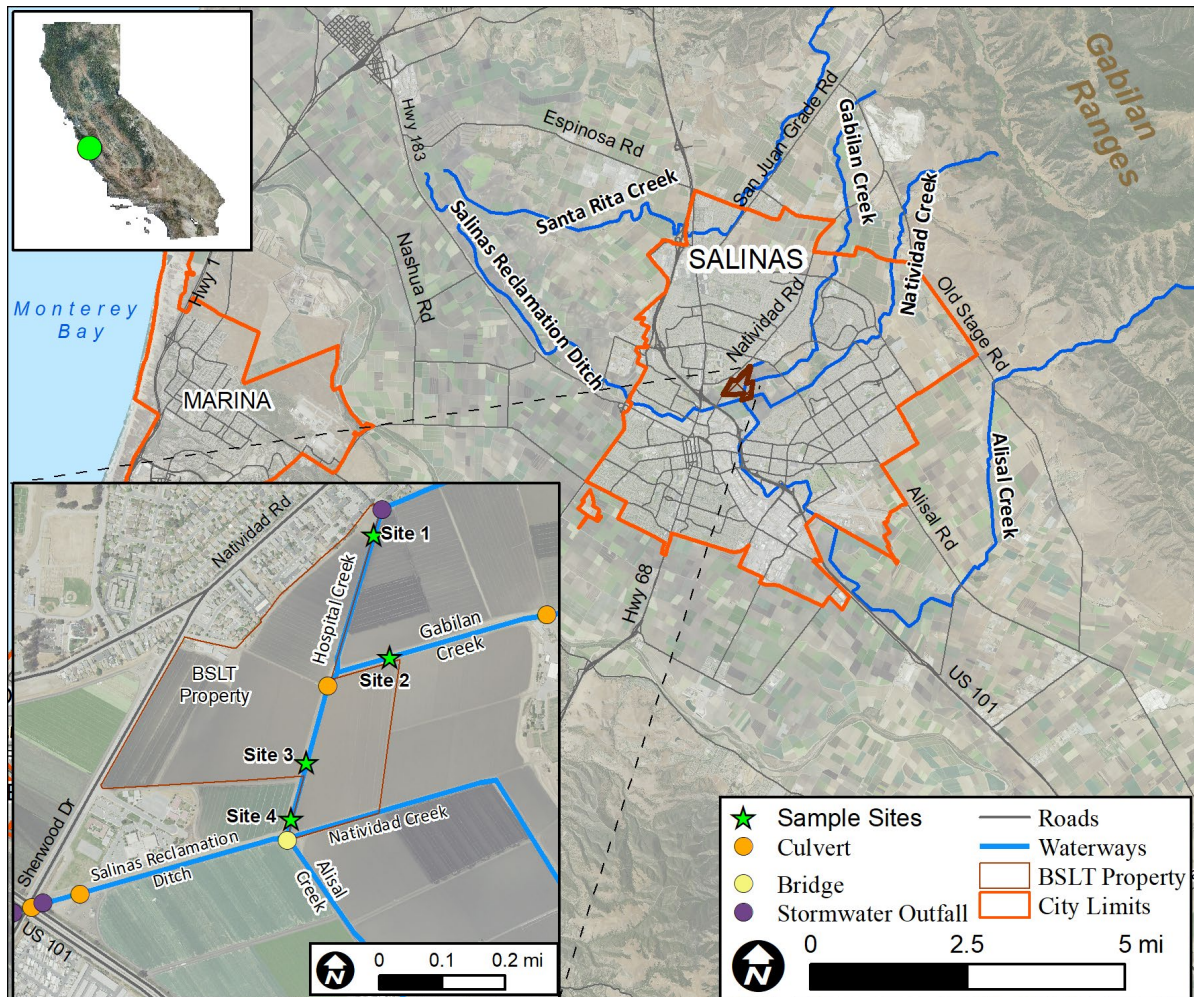 Gabilan
Ranges
Hwy 183
Espinosa Rd
San Juan Grade Rd
Gabilan Creek
Natividad Creek
Santa Rita Creek
Salinas Reclamation Ditch
Nashua Rd
SALINAS
Natividad Rd
Old Stage Rd
Hwy 1
Monterey
Bay
MARINA
Alisal Creek
Alisal Rd
Hwy 68
US 101
Natividad Rd
Site 1
Hospital Creek
Gabilan
Creek
Site 2
BSLT
Property
Site 3
Site 4
Natividad Creek
Salinas Reclamation
Ditch
Alisal
Creek
Sherwood Dr
US 101
N
0 0.1 0.2 mi
Sample Sites
Culvert
Bridge
Stormwater Outfall
Roads
Waterways
BSLT Property
City Limits
N
0 2.5 5 mi